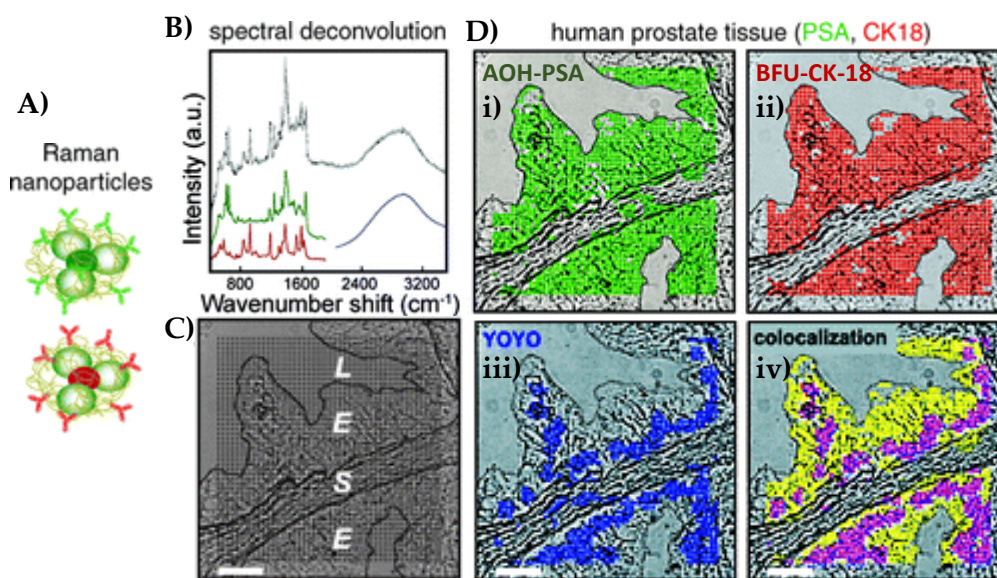 A)
Raman
nanoparticles
B)
spectral deconvolution
Intensity (a.u.)
800 1600 2400 3200
Wavenumber shift (cm-1)
C)
L
E
S
E
D)
human prostate tissue (PSA, CK18)
AOH-PSA
i)
BFU-CK-18
ii)
YOYO
iii)
colocalization
iv)